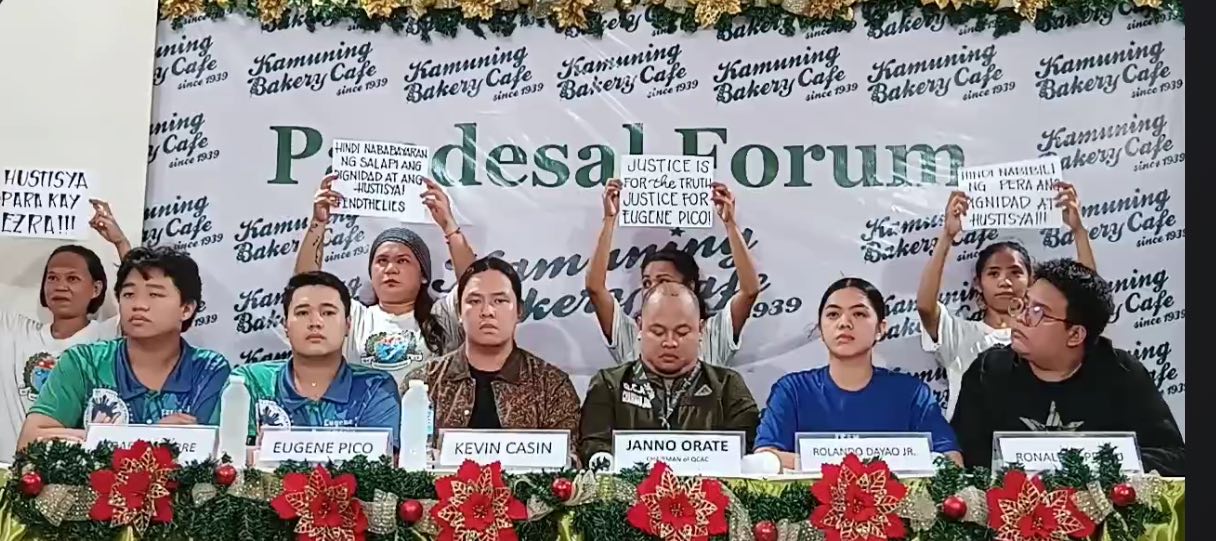 Kamuning Bakery Cafe since 1939
Pandesal Forum
HUSTISYA
PARA KAY
EZRA!!!
HINDI NABABAYARAN
NG SALAPI ANG
DIGNIDAD AT ANG
HUSTISYA!
#ENDTHELIES
JUSTICE IS
FOR the TRUTH
JUSTICE FOR
EUGENE PICO!
HINDI NABIBILI
NG PERA ANG
DIGNIDAD AT
HUSTISYA!!!
EUGENE PICO
KEVIN CASIN
JANNO ORATE
CHAIRMAN of QCAC
ROLANDO DAYAO JR.